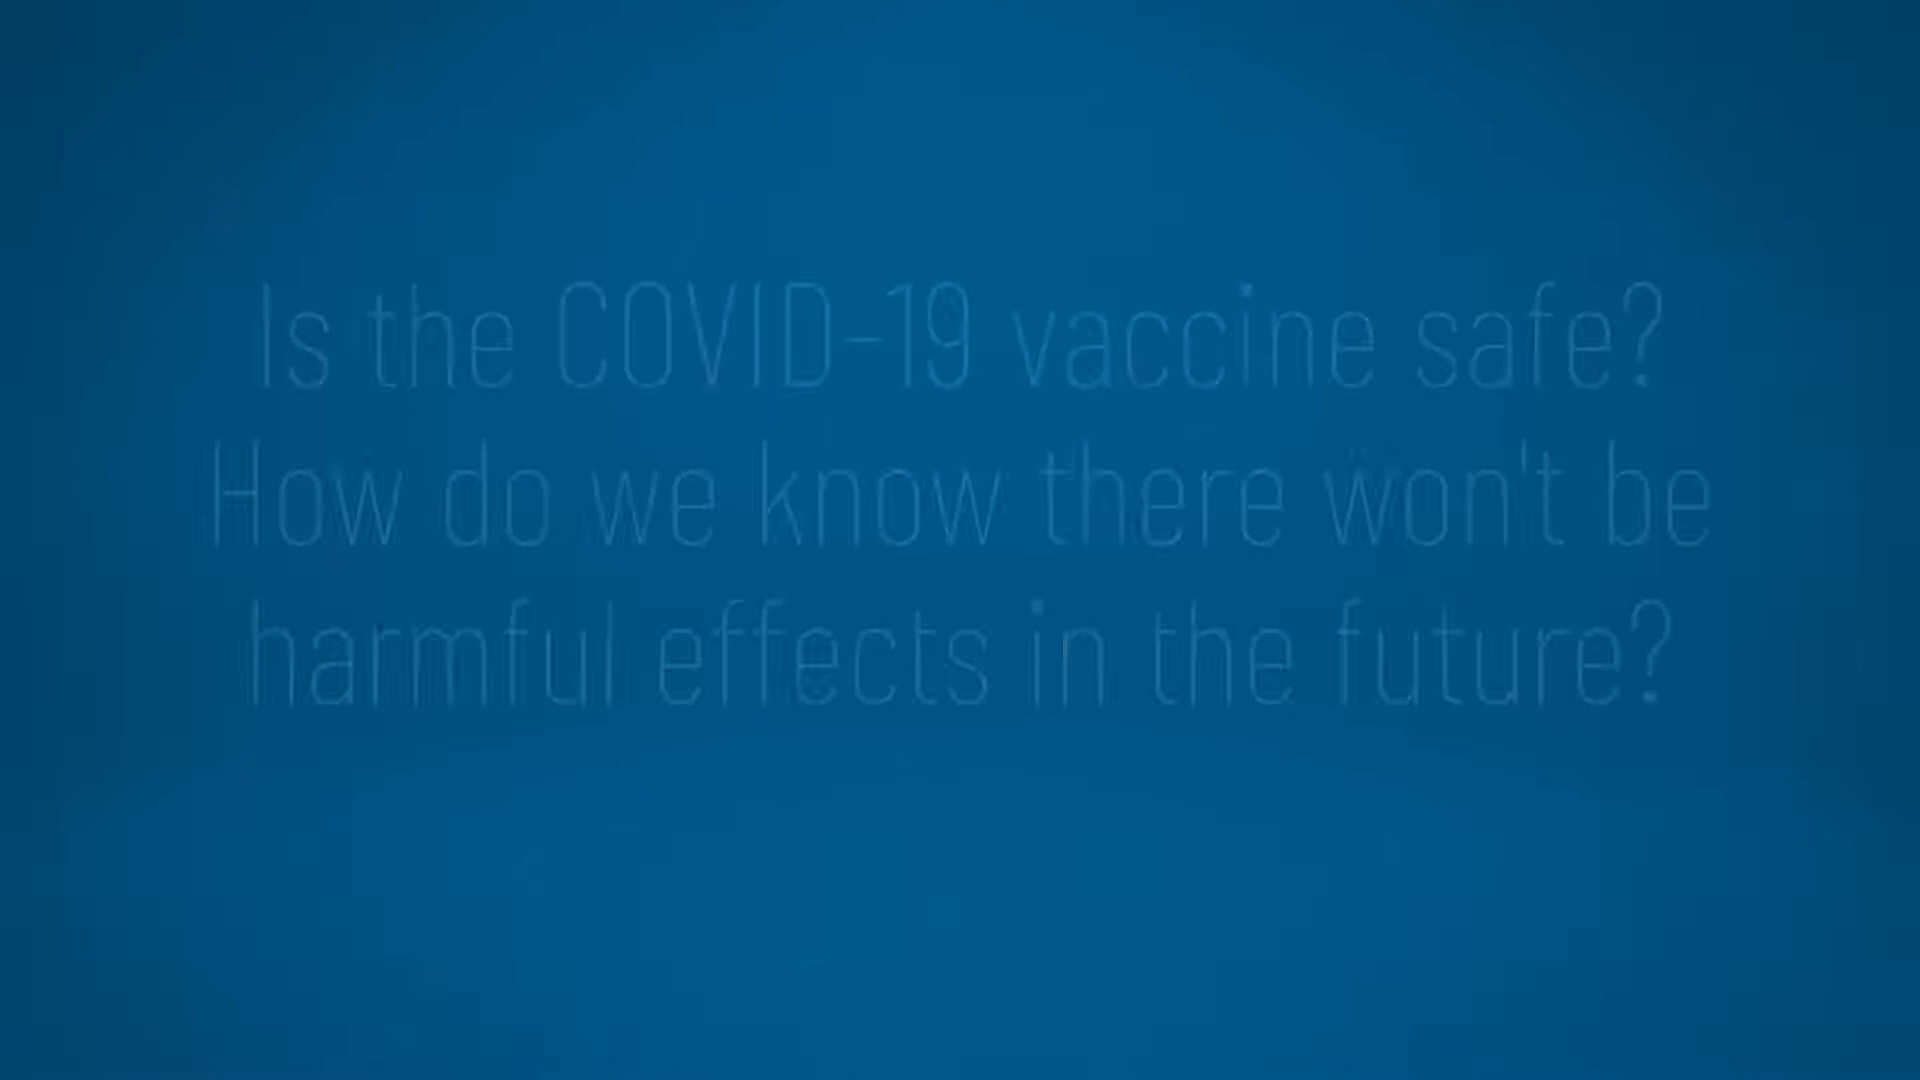 Is the COVID-19 vaccine safe?
How do we know there won't be
harmful effects in the future?